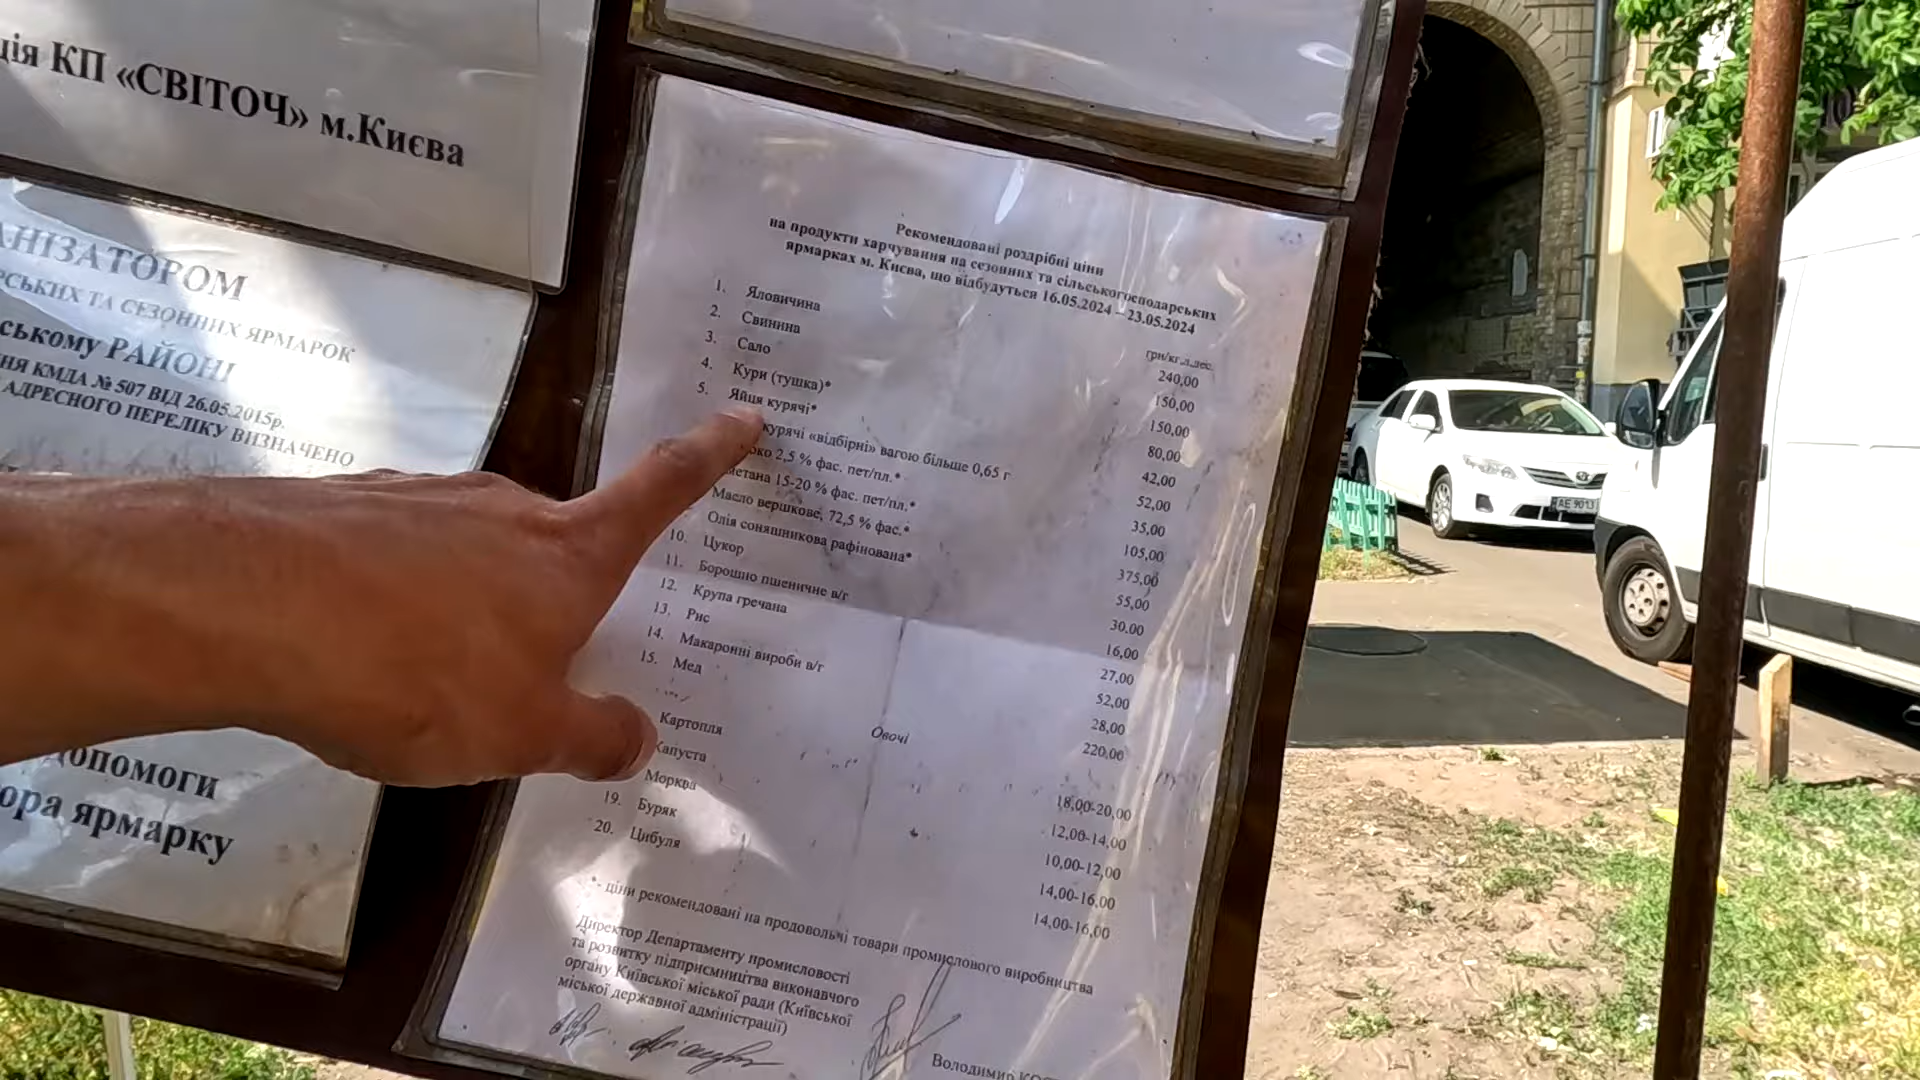 ція КП «СВІТОЧ» м.Києва
АНІЗАТОРОМ
РСЬКИХ ТА СЕЗОННИХ ЯРМАРОК
ському РАЙОНІ
НЯ КМДА № 507 ВІД 26.05.2015р.
АДРЕСНОГО ПЕРЕЛІКУ ВИЗНАЧЕНО
допомоги
ора ярмарку
Рекомендовані роздрібні ціни
на продукти харчування на сезонних та сільськогосподарських
ярмарках м. Києва, що відбудуться 16.05.2024 – 23.05.2024
грн/кг.л.дес.
1. Яловичина 240,00
2. Свинина 150,00
3. Сало 150,00
4. Кури (тушка)* 80,00
5. Яйця курячі* 42,00
курячі «відбірні» вагою більше 0,65 г 52,00
око 2,5 % фас. пет/пл.* 35,00
метана 15-20 % фас. пет/пл.* 105,00
Масло вершкове, 72,5 % фас.* 375,00
Олія соняшникова рафінована* 55,00
10. Цукор 30.00
11. Борошно пшеничне в/г 16,00
12. Крупа гречана 27,00
13. Рис 52,00
14. Макаронні вироби в/г 28,00
15. Мед 220.00
Овочі
Картопля 18,00-20,00
Капуста 12,00-14,00
Морква 10,00-12,00
19. Буряк 14,00-16,00
20. Цибуля 14,00-16,00
*- ціни рекомендовані на продовольчі товари промислового виробництва
Директор Департаменту промисловості
та розвитку підприємництва виконавчого
органу Київської міської ради (Київської
міської державної адміністрації)
Володимир КОС
AE 9013